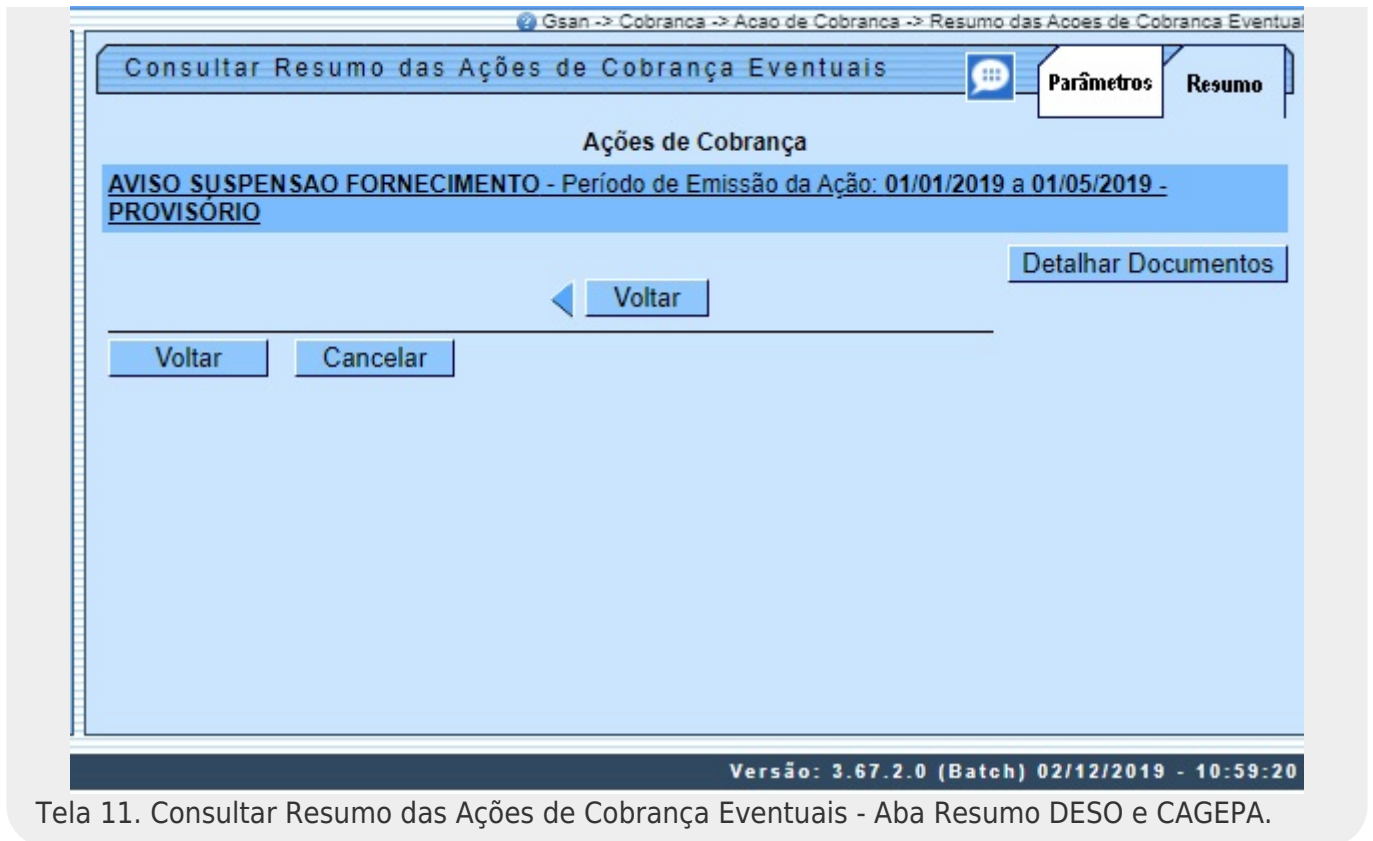 Gsan -> Cobranca -> Acao de Cobranca -> Resumo das Acoes de Cobranca Eventuai
Consultar Resumo das Ações de Cobrança Eventuais
Parâmetros
Resumo
Ações de Cobrança
AVISO SUSPENSAO FORNECIMENTO - Período de Emissão da Ação: 01/01/2019 a 01/05/2019 -
PROVISÓRIO
Detalhar Documentos
Voltar
Voltar
Cancelar
Versão: 3.67.2.0 (Batch) 02/12/2019 - 10:59:20
Tela 11. Consultar Resumo das Ações de Cobrança Eventuais - Aba Resumo DESO e CAGEPA.